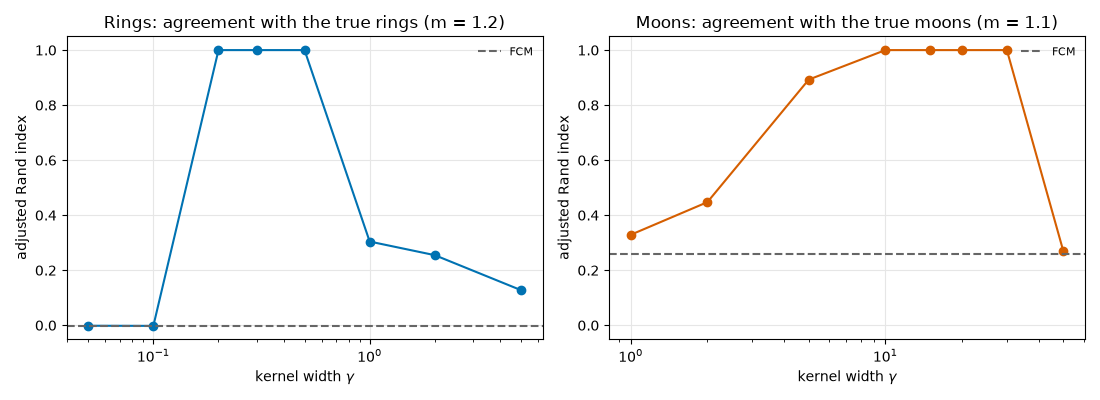 Rings: agreement with the true rings (m = 1.2)
adjusted Rand index
1.0
0.8
0.6
0.4
0.2
0.0
FCM
10⁻¹
10⁰
kernel width γ
Moons: agreement with the true moons (m = 1.1)
adjusted Rand index
1.0
0.8
0.6
0.4
0.2
0.0
FCM
10⁰
10¹
kernel width γ